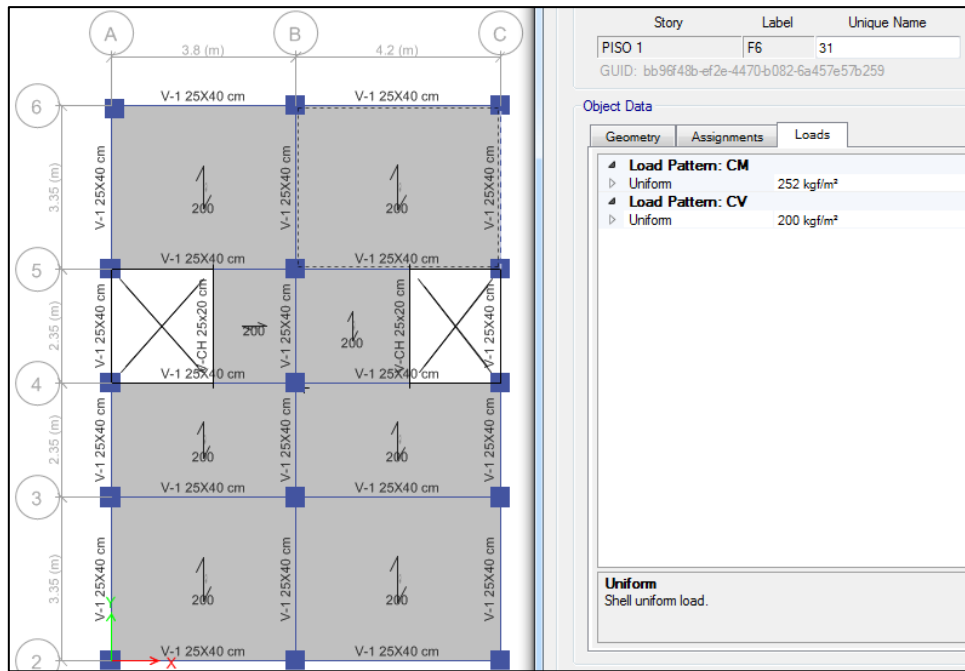 A
B
C
3.8 (m)
4.2 (m)
6
V-1 25X40 cm
V-1 25X40 cm
3.35 (m)
V-1 25X40 cm
200
V-1 25X40 cm
200
V-1 25X40 cm
5
V-1 25X40 cm
V-1 25X40 cm
2.35 (m)
V-1 25X40 cm
V-CH 25x20 cm
200
V-1 25X40 cm
200
V-CH 25x20 cm
V-1 25X40 cm
4
V-1 25X40 cm
V-1 25X40 cm
2.35 (m)
V-1 25X40 cm
200
V-1 25X40 cm
200
V-1 25X40 cm
3
V-1 25X40 cm
V-1 25X40 cm
3.35 (m)
V-1 25X40 cm
200
V-1 25X40 cm
200
V-1 25X40 cm
Y
2
V-1 25X40 cm
V-1 25X40 cm
X
Story Label Unique Name
PISO 1 F6 31
GUID: bb96f48b-ef2e-4470-b082-6a457e57b259
Object Data
Geometry Assignments Loads
Load Pattern: CM
Uniform 252 kgf/m²
Load Pattern: CV
Uniform 200 kgf/m²
Uniform
Shell uniform load.